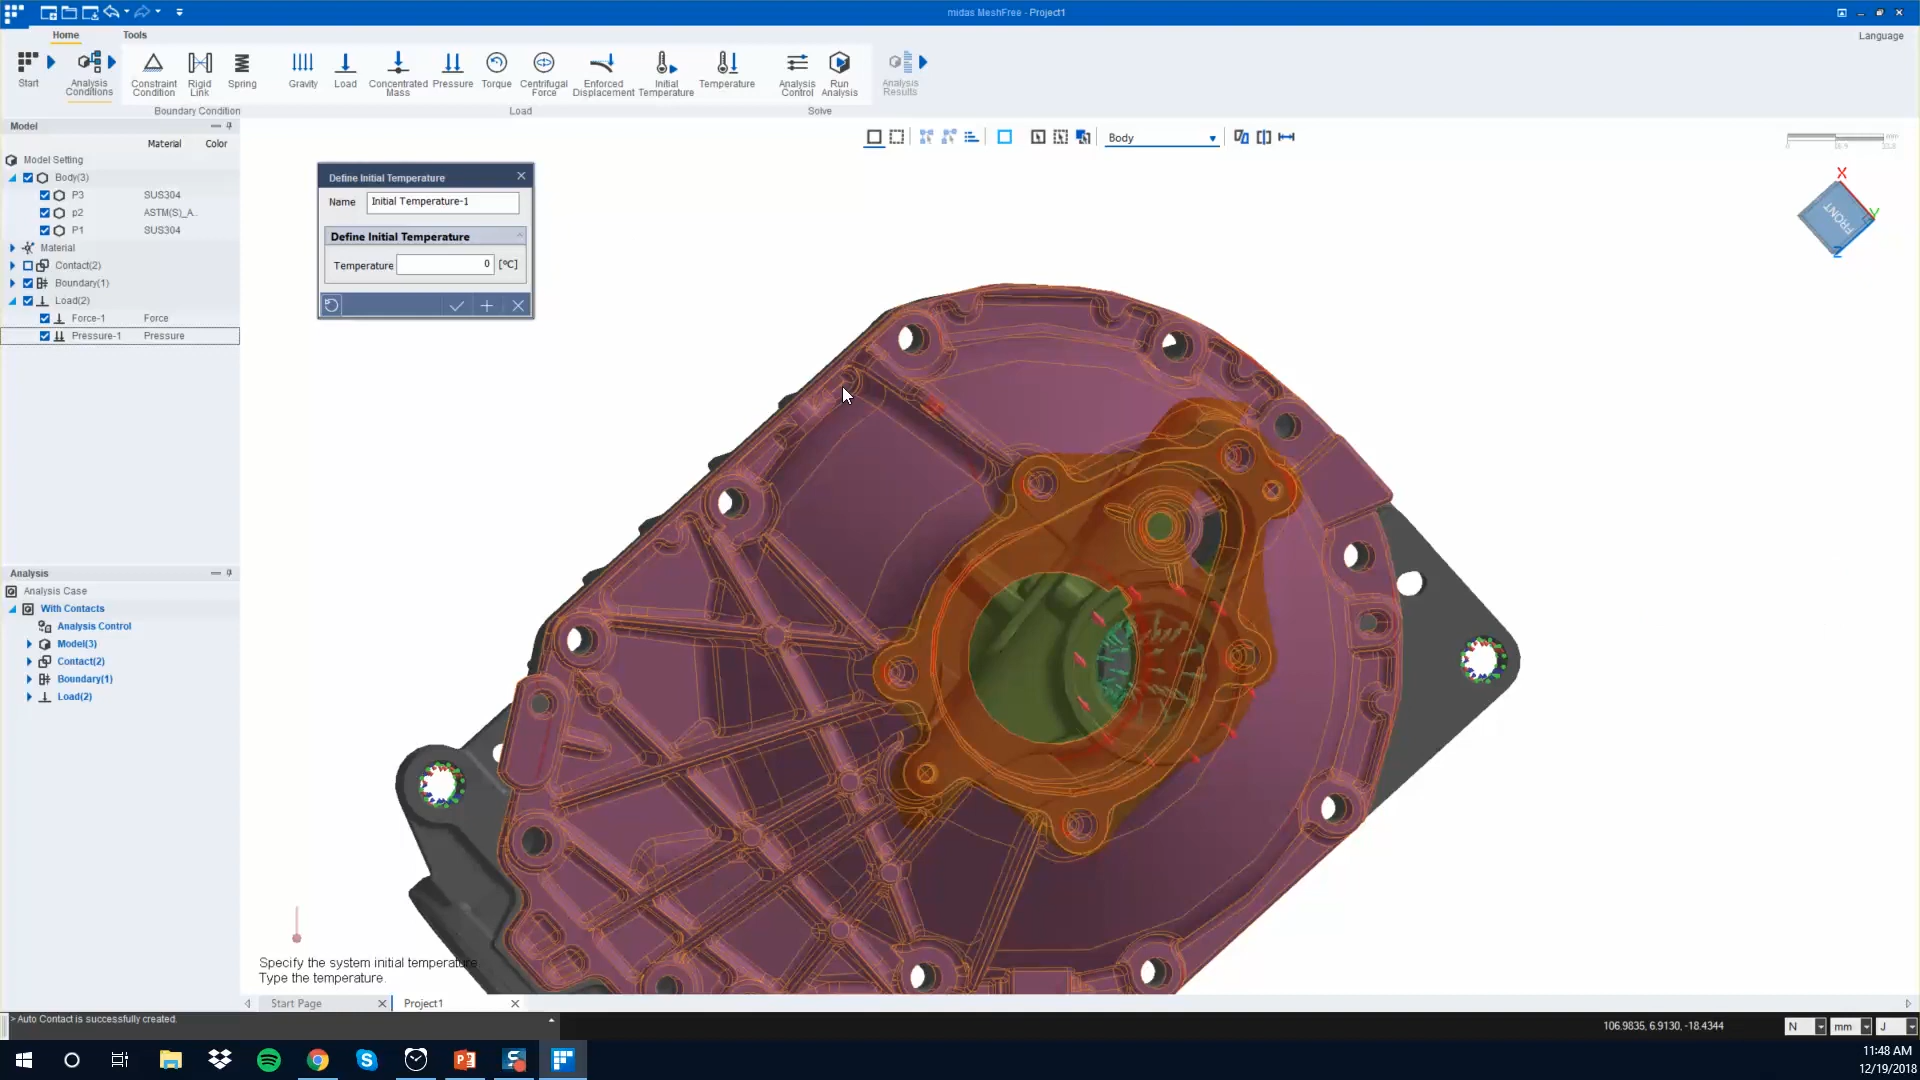 midas MeshFree - Project1
Home
Tools
Language
Start
Analysis Conditions
Constraint Condition
Rigid Link
Spring
Gravity
Load
Concentrated Mass
Pressure
Torque
Centrifugal Force
Enforced Displacement
Initial Temperature
Temperature
Analysis Control
Run Analysis
Analysis Results
Boundary Condition
Load
Solve
Model
Material Color
Model Setting
Body(3)
P3 SUS304
p2 ASTM(S)_A..
P1 SUS304
Material
Contact(2)
Boundary(1)
Load(2)
Force-1 Force
Pressure-1 Pressure
Body
mm
X
Y
FRONT
Z
Define Initial Temperature
Name Initial Temperature-1
Define Initial Temperature
Temperature 0 [ºC]
Analysis
Analysis Case
With Contacts
Analysis Control
Model(3)
Contact(2)
Boundary(1)
Load(2)
Specify the system initial temperature.
Type the temperature.
Start Page
Project1
> Auto Contact is successfully created.
106.9835, 6.9130, -18.4344
N mm J
11:48 AM
12/19/2018